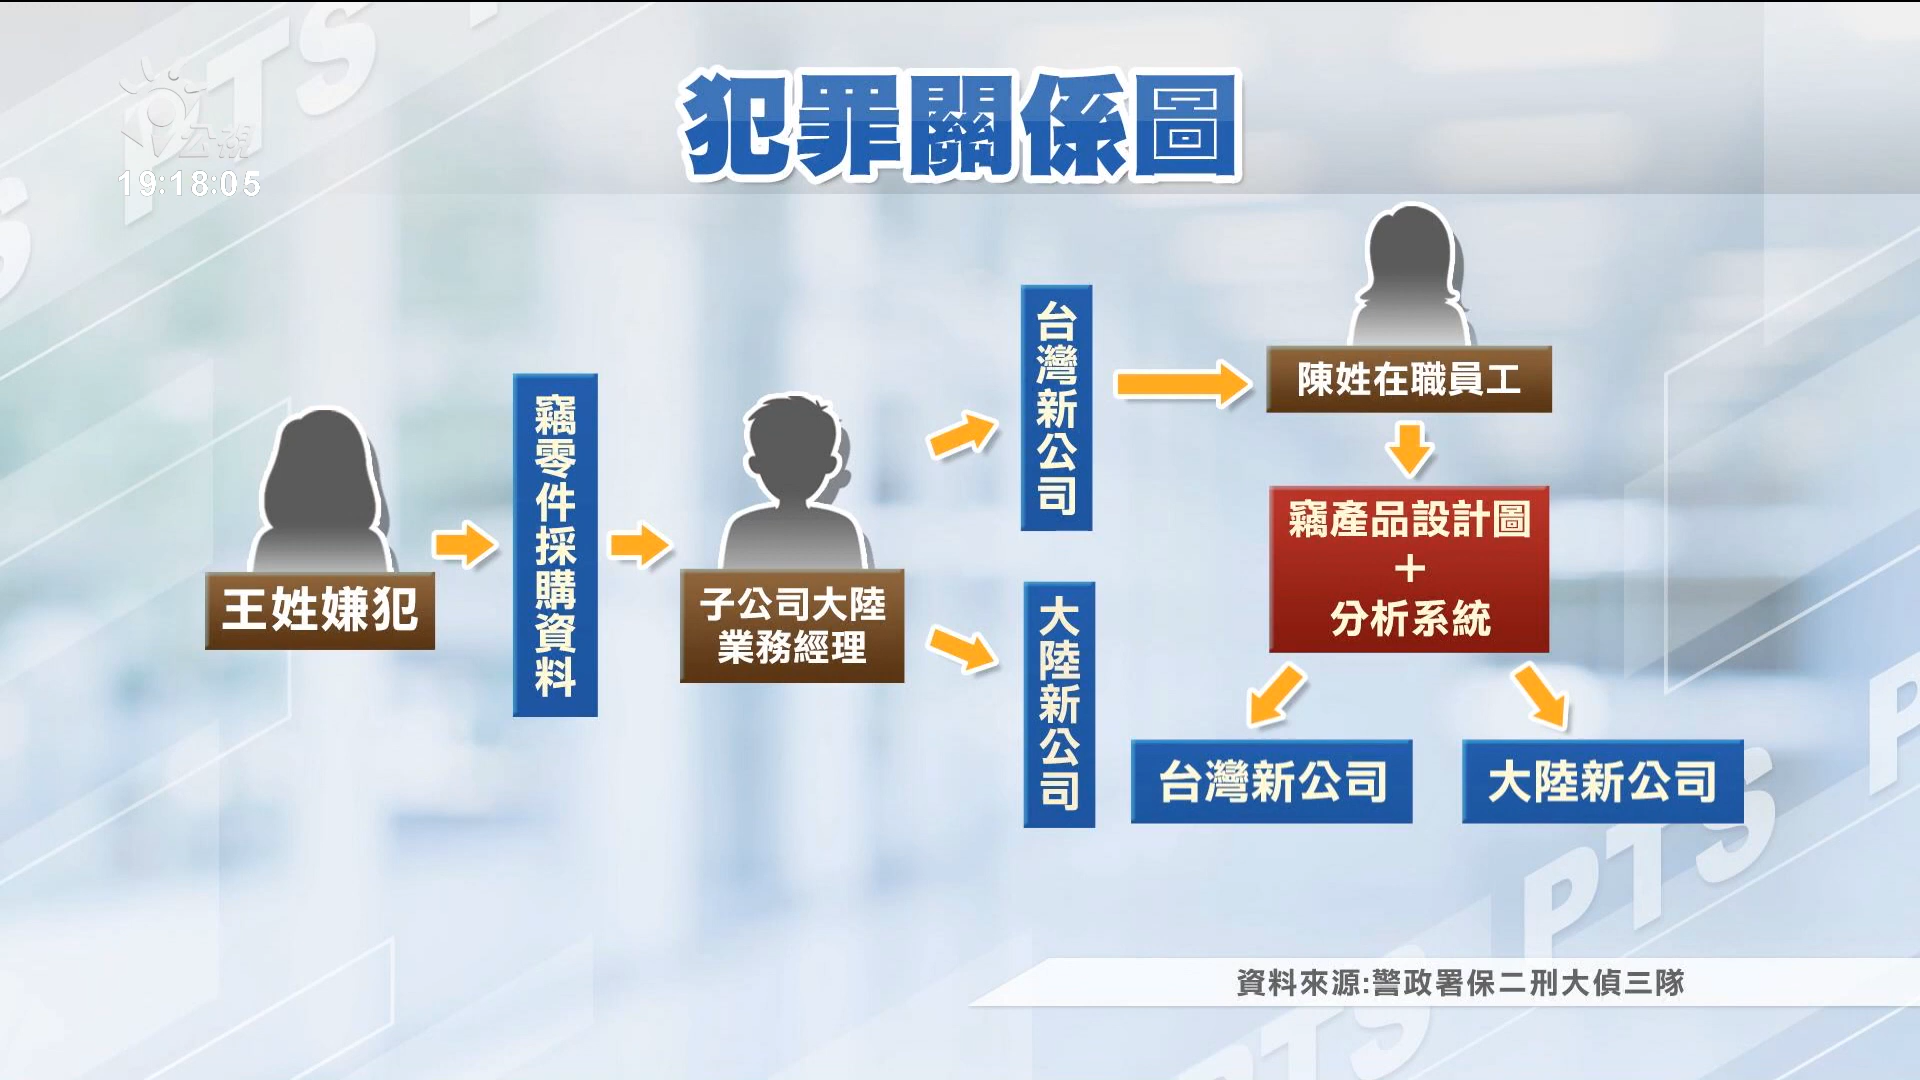 犯罪關係圖
公視
19:18:05
王姓嫌犯
竊零件採購資料
子公司大陸
業務經理
台灣新公司
大陸新公司
陳姓在職員工
竊產品設計圖
+
分析系統
台灣新公司
大陸新公司
資料來源:警政署保二刑大偵三隊
PTS
PTS
PTS